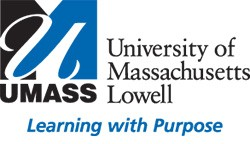 University of
Massachusetts
Lowell
UMASS
Learning with Purpose